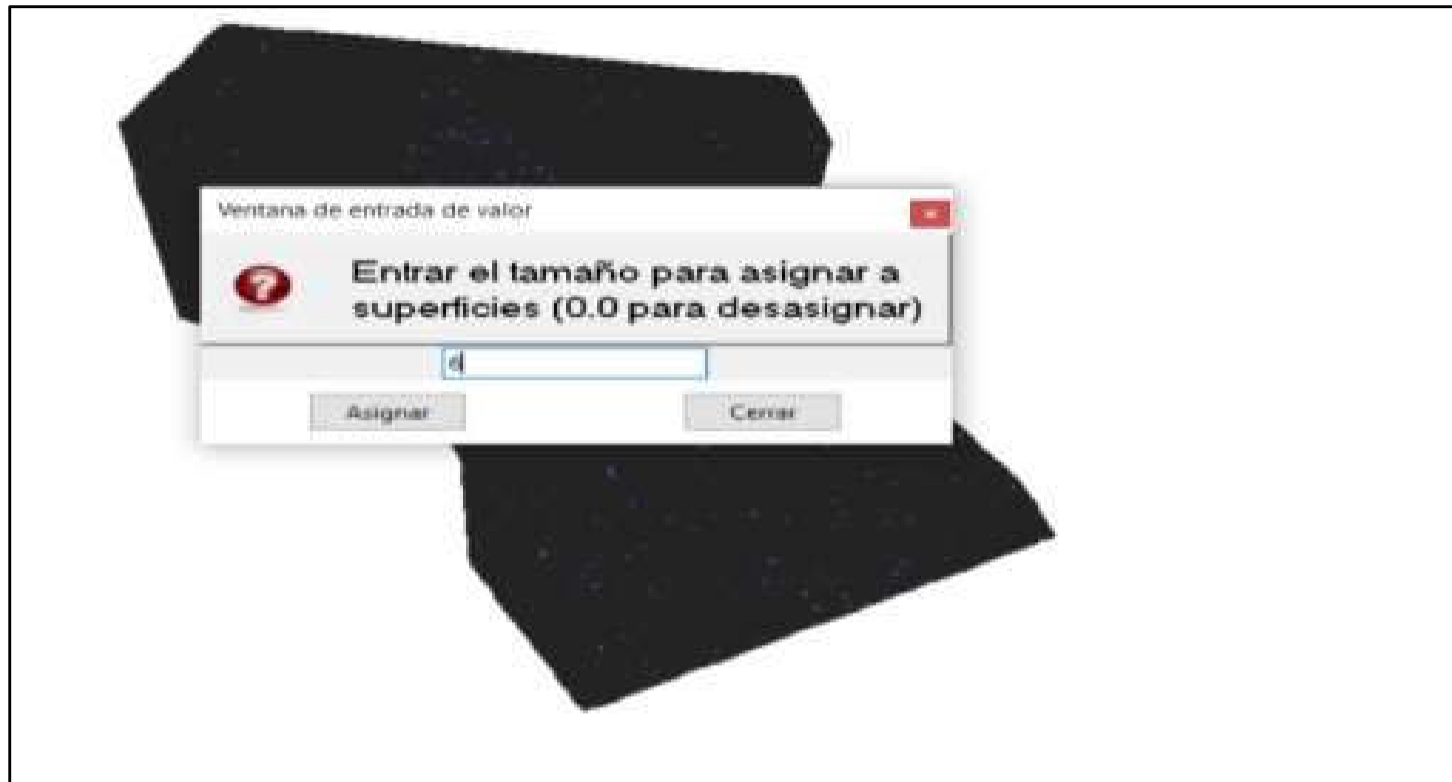 Ventana de entrada de valor
Entrar el tamaño para asignar a
superficies (0.0 para desasignar)
6
Asignar
Cerrar